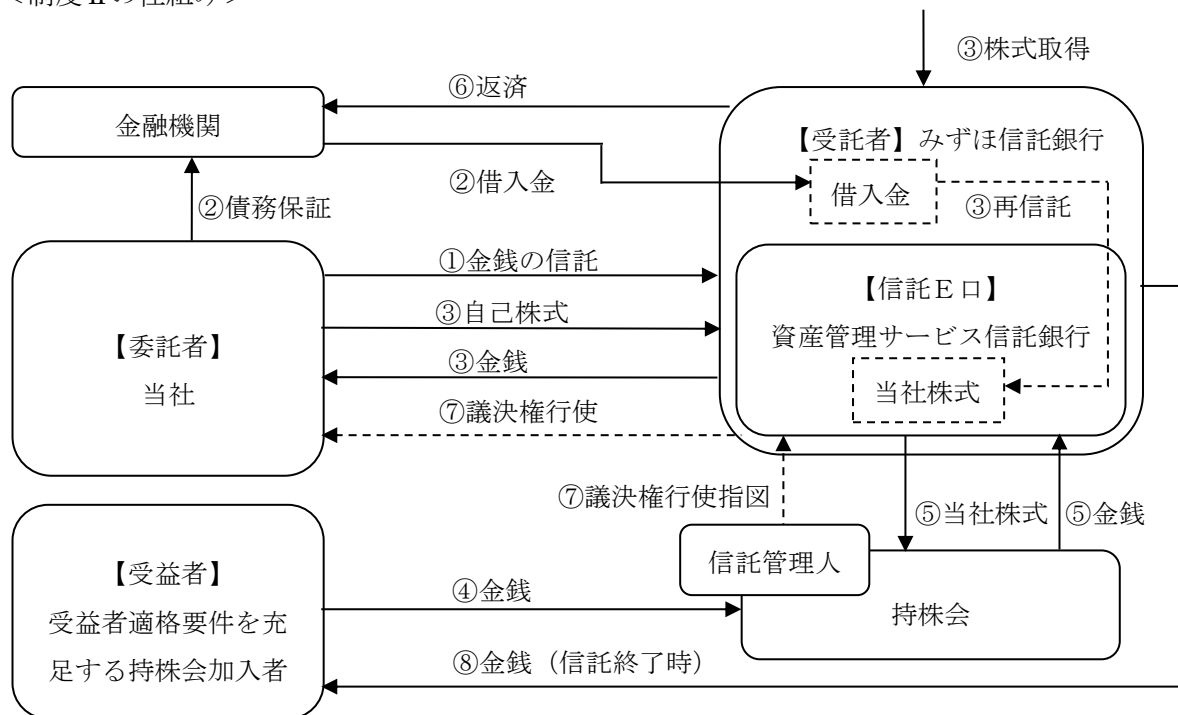 ＜制度Ⅱの仕組み＞
③株式取得
⑥返済
金融機関
【受託者】みずほ信託銀行
②借入金
借入金
③再信託
②債務保証
①金銭の信託
【信託Ｅ口】
③自己株式
資産管理サービス信託銀行
【委託者】
当社
③金銭
当社株式
⑦議決権行使
⑦議決権行使指図
⑤当社株式
⑤金銭
信託管理人
【受益者】
受益者適格要件を充
足する持株会加入者
④金銭
持株会
⑧金銭（信託終了時）